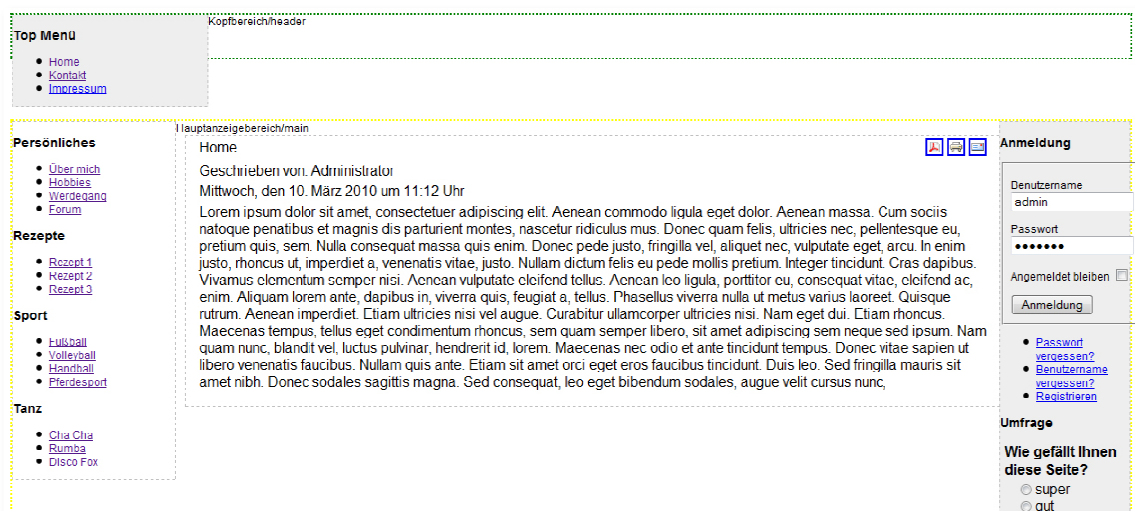 Kopfbereich/header
Top Menü
Home
Kontakt
Impressum
Persönliches
Über mich
Hobbies
Werdegang
Forum
Rezepte
Rezept 1
Rezept 2
Rezept 3
Sport
Fußball
Volleyball
Handball
Pferdesport
Tanz
Cha Cha
Rumba
Disco Fox
Hauptanzeigebereich/main
Home
Geschrieben von: Administrator
Mittwoch, den 10. März 2010 um 11:12 Uhr
Lorem ipsum dolor sit amet, consectetuer adipiscing elit. Aenean commodo ligula eget dolor. Aenean massa. Cum sociis
natoque penatibus et magnis dis parturient montes, nascetur ridiculus mus. Donec quam felis, ultricies nec, pellentesque eu,
pretium quis, sem. Nulla consequat massa quis enim. Donec pede justo, fringilla vel, aliquet nec, vulputate eget, arcu. In enim
justo, rhoncus ut, imperdiet a, venenatis vitae, justo. Nullam dictum felis eu pede mollis pretium. Integer tincidunt. Cras dapibus.
Vivamus elementum semper nisi. Aenean vulputate eleifend tellus. Aenean leo ligula, porttitor eu, consequat vitae, eleifend ac,
enim. Aliquam lorem ante, dapibus in, viverra quis, feugiat a, tellus. Phasellus viverra nulla ut metus varius laoreet. Quisque
rutrum. Aenean imperdiet. Etiam ultricies nisi vel augue. Curabitur ullamcorper ultricies nisi. Nam eget dui. Etiam rhoncus.
Maecenas tempus, tellus eget condimentum rhoncus, sem quam semper libero, sit amet adipiscing sem neque sed ipsum. Nam
quam nunc, blandit vel, luctus pulvinar, hendrerit id, lorem. Maecenas nec odio et ante tincidunt tempus. Donec vitae sapien ut
libero venenatis faucibus. Nullam quis ante. Etiam sit amet orci eget eros faucibus tincidunt. Duis leo. Sed fringilla mauris sit
amet nibh. Donec sodales sagittis magna. Sed consequat, leo eget bibendum sodales, augue velit cursus nunc,
Anmeldung
Benutzername
admin
Passwort
•••••••
Angemeldet bleiben
Anmeldung
Passwort
vergessen?
Benutzername
vergessen?
Registrieren
Umfrage
Wie gefällt Ihnen
diese Seite?
super
gut